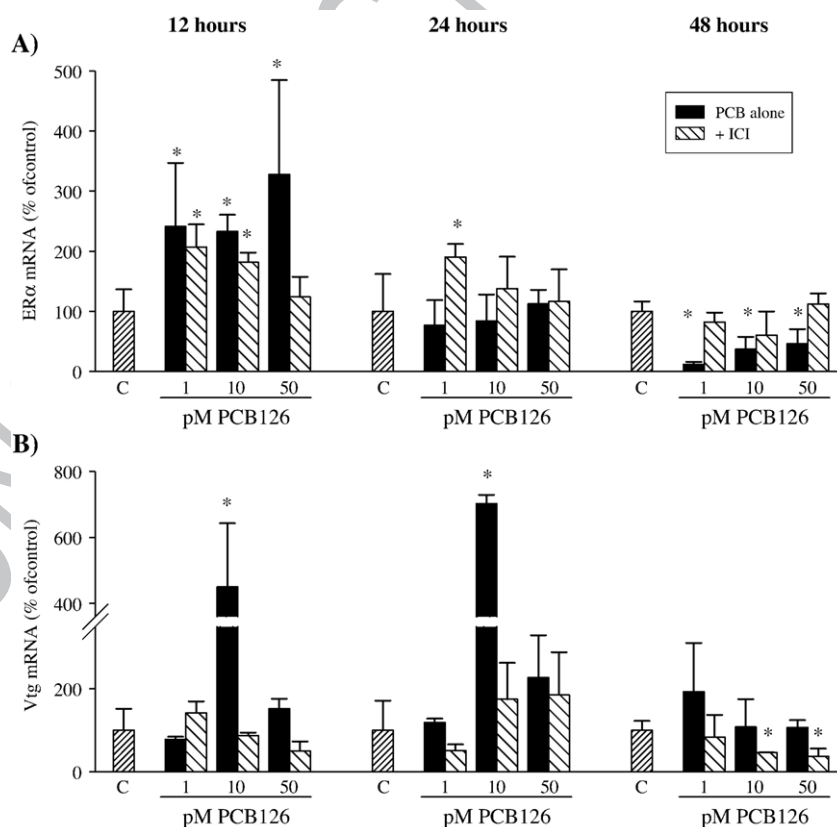 12 hours 24 hours 48 hours
A)
ERα mRNA (% ofcontrol)
500
400
300
200
100
0
* * * * *
*
* * *
PCB alone
+ ICI
C 1 10 50 C 1 10 50 C 1 10 50
pM PCB126 pM PCB126 pM PCB126
B)
Vtg mRNA (% ofcontrol)
800
600
400
200
0
* * * *
C 1 10 50 C 1 10 50 C 1 10 50
pM PCB126 pM PCB126 pM PCB126